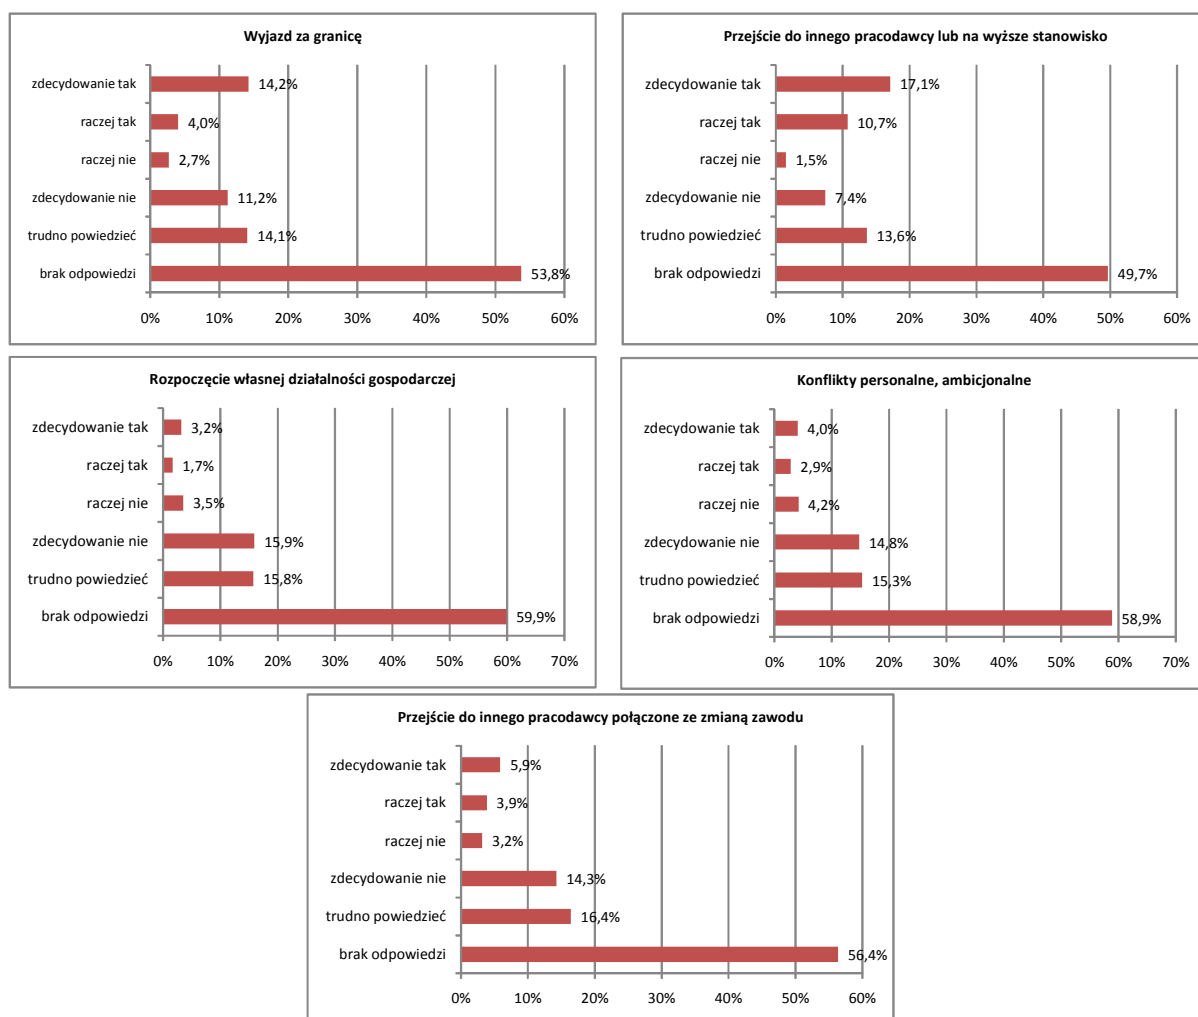 Wyjazd za granicę
zdecydowanie tak 14,2%
raczej tak 4,0%
raczej nie 2,7%
zdecydowanie nie 11,2%
trudno powiedzieć 14,1%
brak odpowiedzi 53,8%
0% 10% 20% 30% 40% 50% 60%
Przejście do innego pracodawcy lub na wyższe stanowisko
zdecydowanie tak 17,1%
raczej tak 10,7%
raczej nie 1,5%
zdecydowanie nie 7,4%
trudno powiedzieć 13,6%
brak odpowiedzi 49,7%
0% 10% 20% 30% 40% 50% 60%
Rozpoczęcie własnej działalności gospodarczej
zdecydowanie tak 3,2%
raczej tak 1,7%
raczej nie 3,5%
zdecydowanie nie 15,9%
trudno powiedzieć 15,8%
brak odpowiedzi 59,9%
0% 10% 20% 30% 40% 50% 60% 70%
Konflikty personalne, ambicjonalne
zdecydowanie tak 4,0%
raczej tak 2,9%
raczej nie 4,2%
zdecydowanie nie 14,8%
trudno powiedzieć 15,3%
brak odpowiedzi 58,9%
0% 10% 20% 30% 40% 50% 60% 70%
Przejście do innego pracodawcy połączone ze zmianą zawodu
zdecydowanie tak 5,9%
raczej tak 3,9%
raczej nie 3,2%
zdecydowanie nie 14,3%
trudno powiedzieć 16,4%
brak odpowiedzi 56,4%
0% 10% 20% 30% 40% 50% 60%